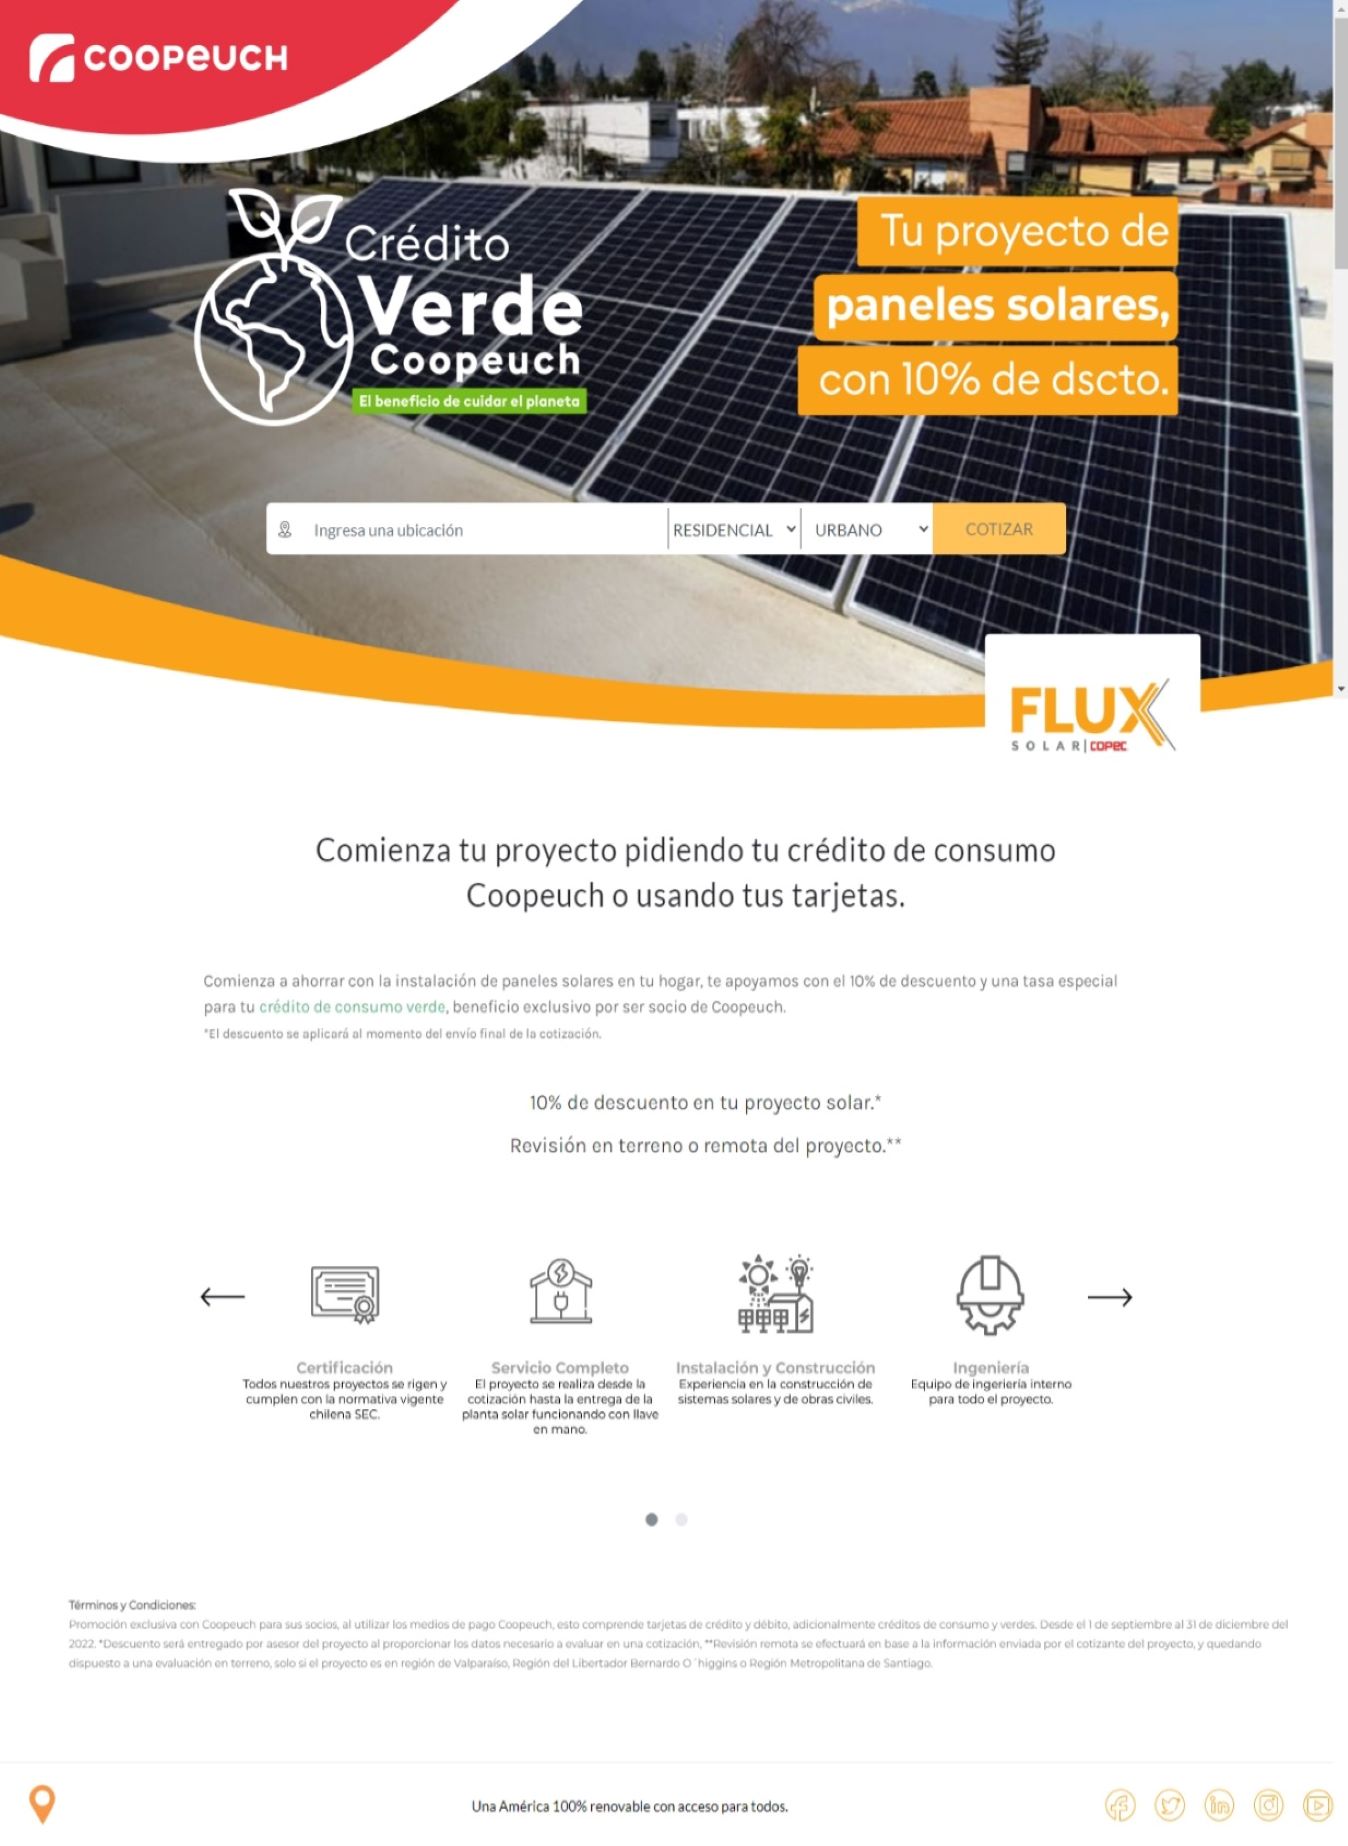 COOPEUCH
Crédito
Verde
Coopeuch
El beneficio de cuidar el planeta
Tu proyecto de
paneles solares,
con 10% de dscto.
Ingresa una ubicación RESIDENCIAL URBANO COTIZAR
FLUX
SOLAR|COPEC
Comienza tu proyecto pidiendo tu crédito de consumo
Coopeuch o usando tus tarjetas.
Comienza a ahorrar con la instalación de paneles solares en tu hogar, te apoyamos con el 10% de descuento y una tasa especial
para tu crédito de consumo verde, beneficio exclusivo por ser socio de Coopeuch.
*El descuento se aplicará al momento del envío final de la cotización.
10% de descuento en tu proyecto solar.*
Revisión en terreno o remota del proyecto.**
Certificación
Todos nuestros proyectos se rigen y
cumplen con la normativa vigente
chilena SEC.
Servicio Completo
El proyecto se realiza desde la
cotización hasta la entrega de la
planta solar funcionando con llave
en mano.
Instalación y Construcción
Experiencia en la construcción de
sistemas solares y de obras civiles.
Ingeniería
Equipo de ingeriería interno
para todo el proyecto.
Términos y Condiciones:
Promoción exclusiva con Coopeuch para sus socios, al utilizar los medios de pago Coopeuch, esto comprende tarjetas de crédito y débito, adicionalmente créditos de consumo y verdes. Desde el 1 de septiembre al 31 de diciembre del
2022. *Descuento será entregado por asesor del proyecto al proporcionar los datos necesario a evaluar en una cotización, **Revisión remota se efectuará en base a la información enviada por el cotizante del proyecto, y quedando
dispuesto a una evaluación en terreno, solo si el proyecto es en región de Valparaíso, Región del Libertador Bernardo O´higgins o Región Metropolitana de Santiago.
Una América 100% renovable con acceso para todos.